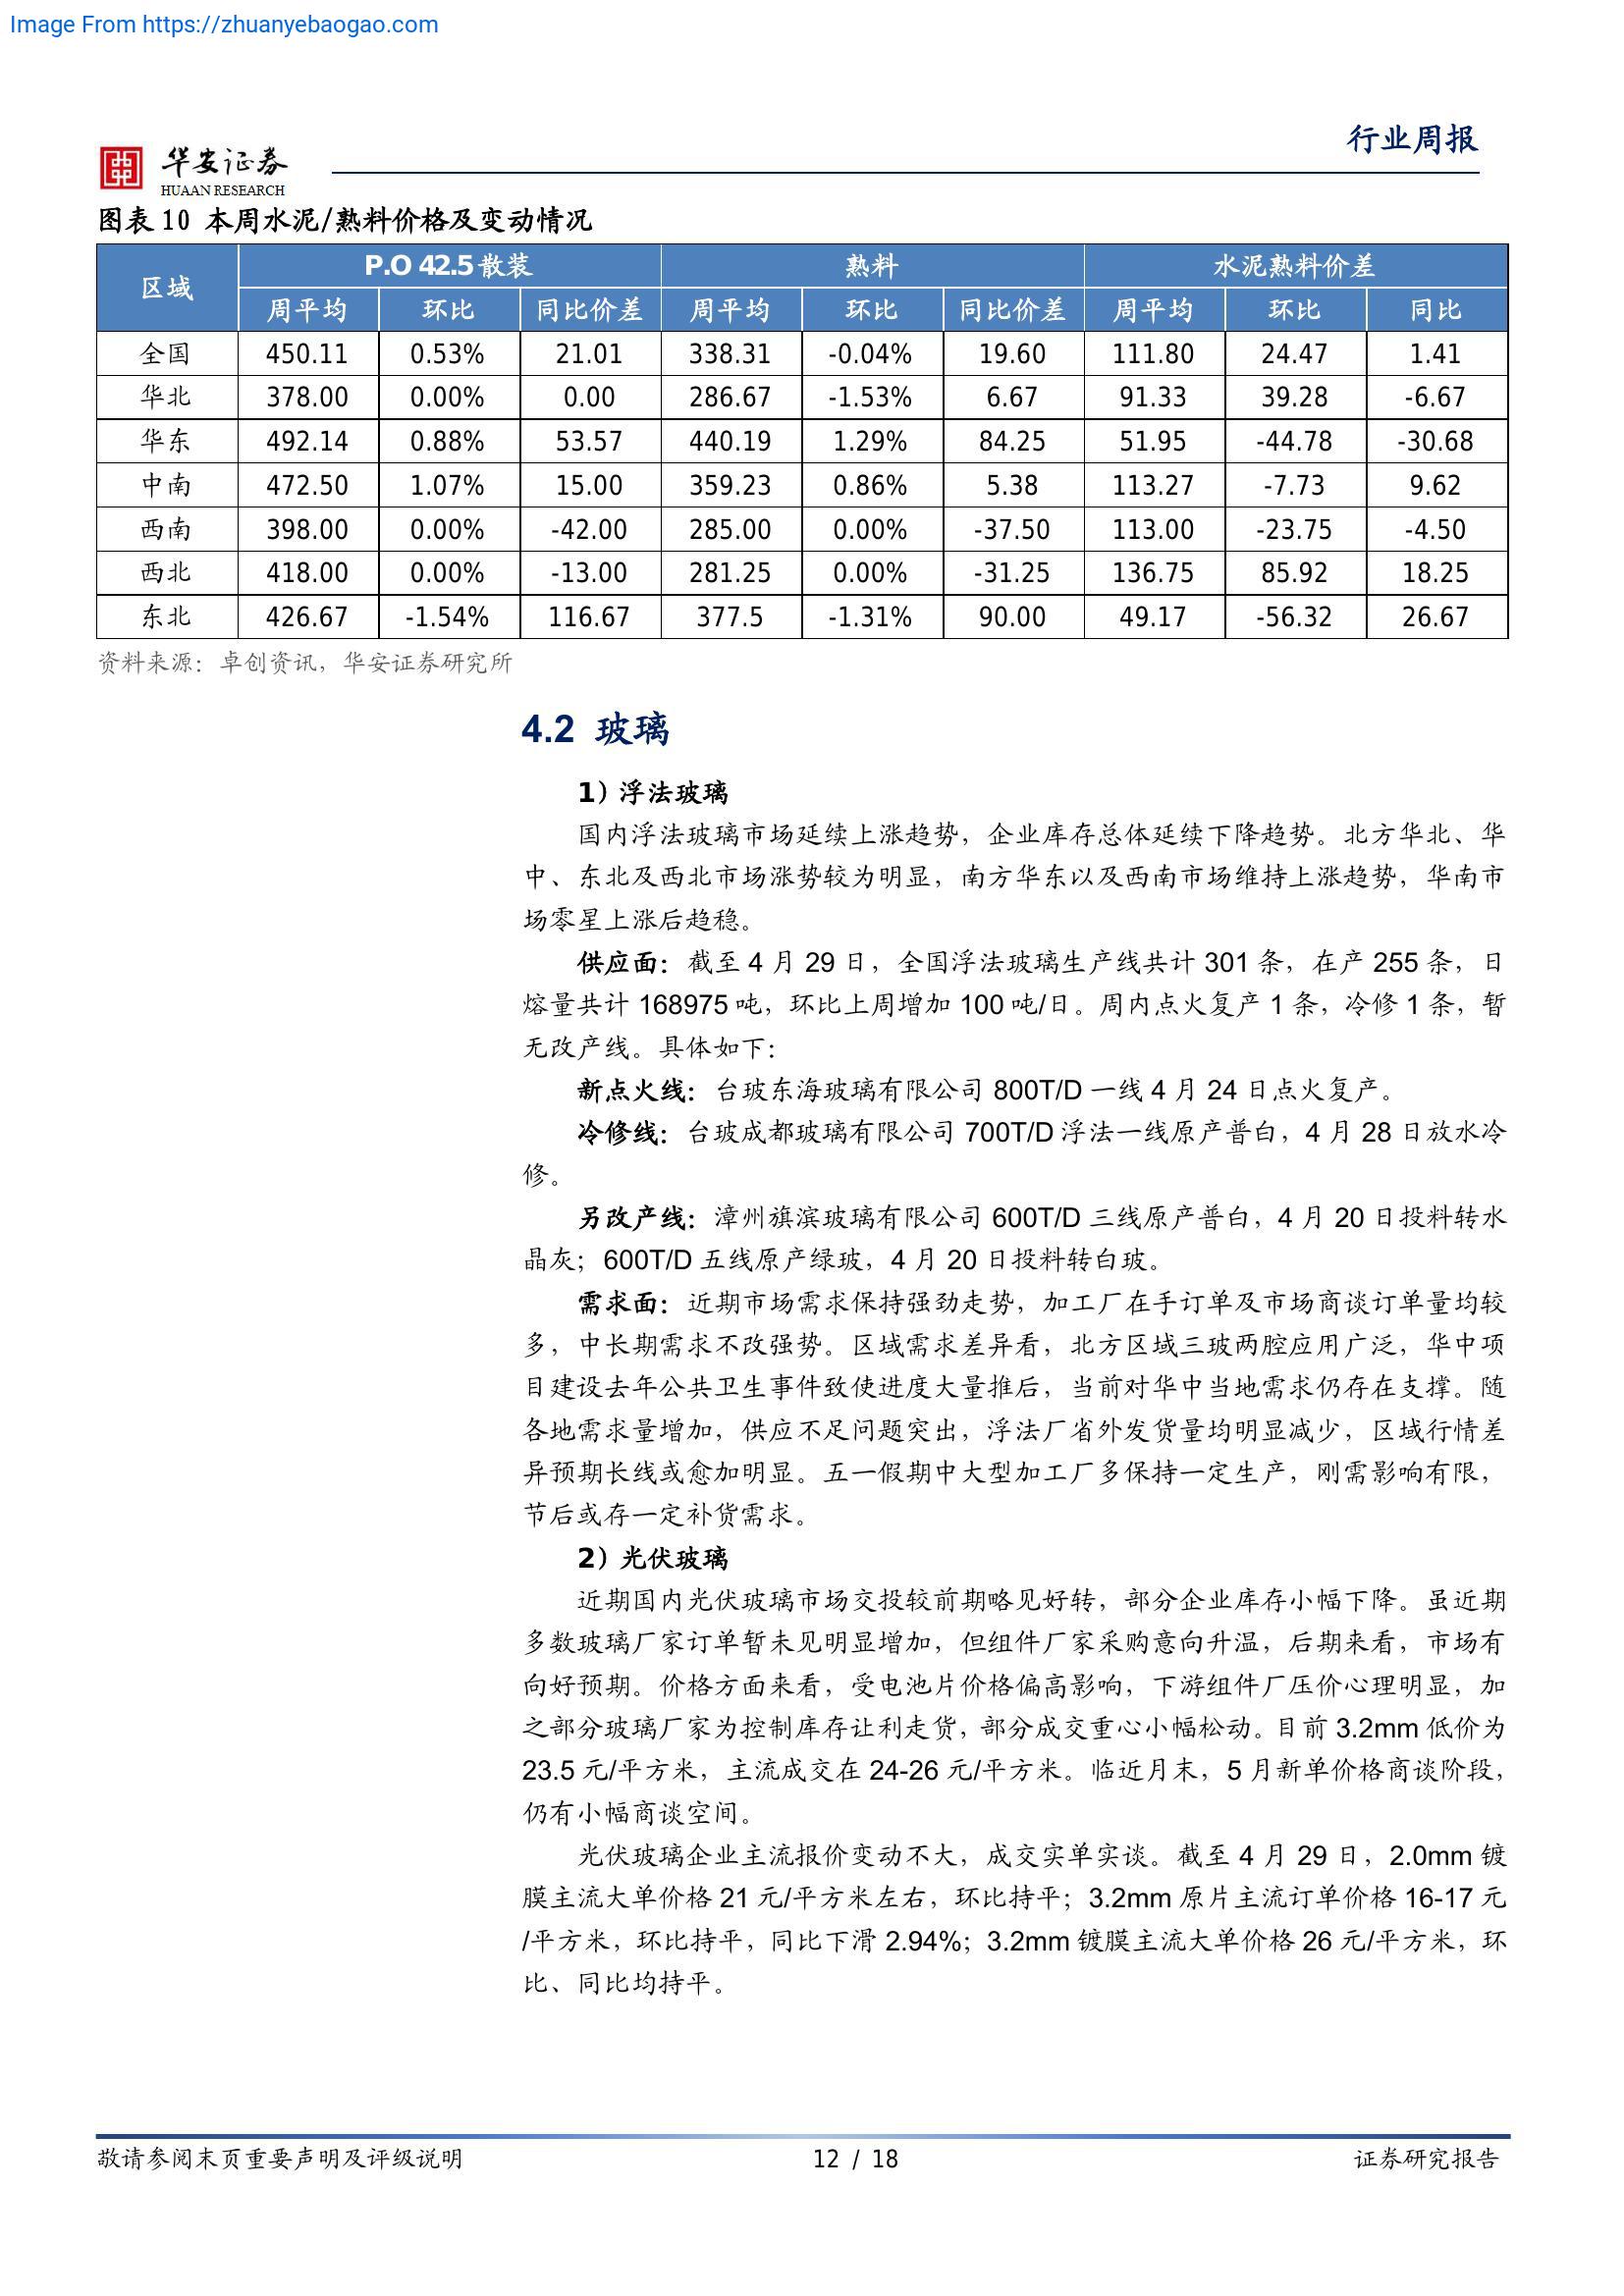 Image From https://zhuanyebaogao.com
行业周报
华安证券
HUAAN RESEARCH
图表 10 本周水泥/熟料价格及变动情况
区域 P.O 42.5 散装 熟料 水泥熟料价差
周平均 环比 同比价差 周平均 环比 同比价差 周平均 环比 同比
全国 450.11 0.53% 21.01 338.31 -0.04% 19.60 111.80 24.47 1.41
华北 378.00 0.00% 0.00 286.67 -1.53% 6.67 91.33 39.28 -6.67
华东 492.14 0.88% 53.57 440.19 1.29% 84.25 51.95 -44.78 -30.68
中南 472.50 1.07% 15.00 359.23 0.86% 5.38 113.27 -7.73 9.62
西南 398.00 0.00% -42.00 285.00 0.00% -37.50 113.00 -23.75 -4.50
西北 418.00 0.00% -13.00 281.25 0.00% -31.25 136.75 85.92 18.25
东北 426.67 -1.54% 116.67 377.5 -1.31% 90.00 49.17 -56.32 26.67
资料来源：卓创资讯，华安证券研究所
4.2 玻璃
1）浮法玻璃
国内浮法玻璃市场延续上涨趋势，企业库存总体延续下降趋势。北方华北、华
中、东北及西北市场涨势较为明显，南方华东以及西南市场维持上涨趋势，华南市
场零星上涨后趋稳。
供应面：截至 4 月 29 日，全国浮法玻璃生产线共计 301 条，在产 255 条，日
熔量共计 168975 吨，环比上周增加 100 吨/日。周内点火复产 1 条，冷修 1 条，暂
无改产线。具体如下：
新点火线：台玻东海玻璃有限公司 800T/D 一线 4 月 24 日点火复产。
冷修线：台玻成都玻璃有限公司 700T/D 浮法一线原产普白，4 月 28 日放水冷
修。
另改产线：漳州旗滨玻璃有限公司 600T/D 三线原产普白，4 月 20 日投料转水
晶灰；600T/D 五线原产绿玻，4 月 20 日投料转白玻。
需求面：近期市场需求保持强劲走势，加工厂在手订单及市场商谈订单量均较
多，中长期需求不改强势。区域需求差异看，北方区域三玻两腔应用广泛，华中项
目建设去年公共卫生事件致使进度大量推后，当前对华中当地需求仍存在支撑。随
各地需求量增加，供应不足问题突出，浮法厂省外发货量均明显减少，区域行情差
异预期长线或愈加明显。五一假期中大型加工厂多保持一定生产，刚需影响有限，
节后或存一定补货需求。
2）光伏玻璃
近期国内光伏玻璃市场交投较前期略见好转，部分企业库存小幅下降。虽近期
多数玻璃厂家订单暂未见明显增加，但组件厂家采购意向升温，后期来看，市场有
向好预期。价格方面来看，受电池片价格偏高影响，下游组件厂压价心理明显，加
之部分玻璃厂家为控制库存让利走货，部分成交重心小幅松动。目前 3.2mm 低价为
23.5 元/平方米，主流成交在 24-26 元/平方米。临近月末，5 月新单价格商谈阶段，
仍有小幅商谈空间。
光伏玻璃企业主流报价变动不大，成交实单实谈。截至 4 月 29 日，2.0mm 镀
膜主流大单价格 21 元/平方米左右，环比持平；3.2mm 原片主流订单价格 16-17 元
/平方米，环比持平，同比下滑 2.94%；3.2mm 镀膜主流大单价格 26 元/平方米，环
比、同比均持平。
敬请参阅末页重要声明及评级说明 12 / 18 证券研究报告